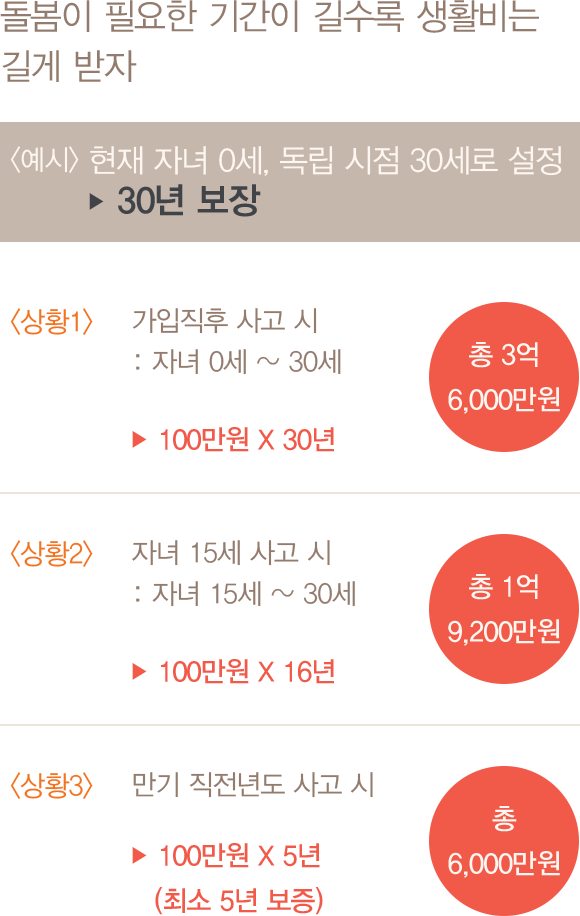 돌봄이 필요한 기간이 길수록 생활비는
길게 받자
〈예시〉 현재 자녀 0세, 독립 시점 30세로 설정
▶ 30년 보장
〈상황1〉
가입직후 사고 시
: 자녀 0세 ~ 30세
▶ 100만원 X 30년
총 3억
6,000만원
〈상황2〉
자녀 15세 사고 시
: 자녀 15세 ~ 30세
▶ 100만원 X 16년
총 1억
9,200만원
〈상황3〉
만기 직전년도 사고 시
▶ 100만원 X 5년
(최소 5년 보증)
총
6,000만원